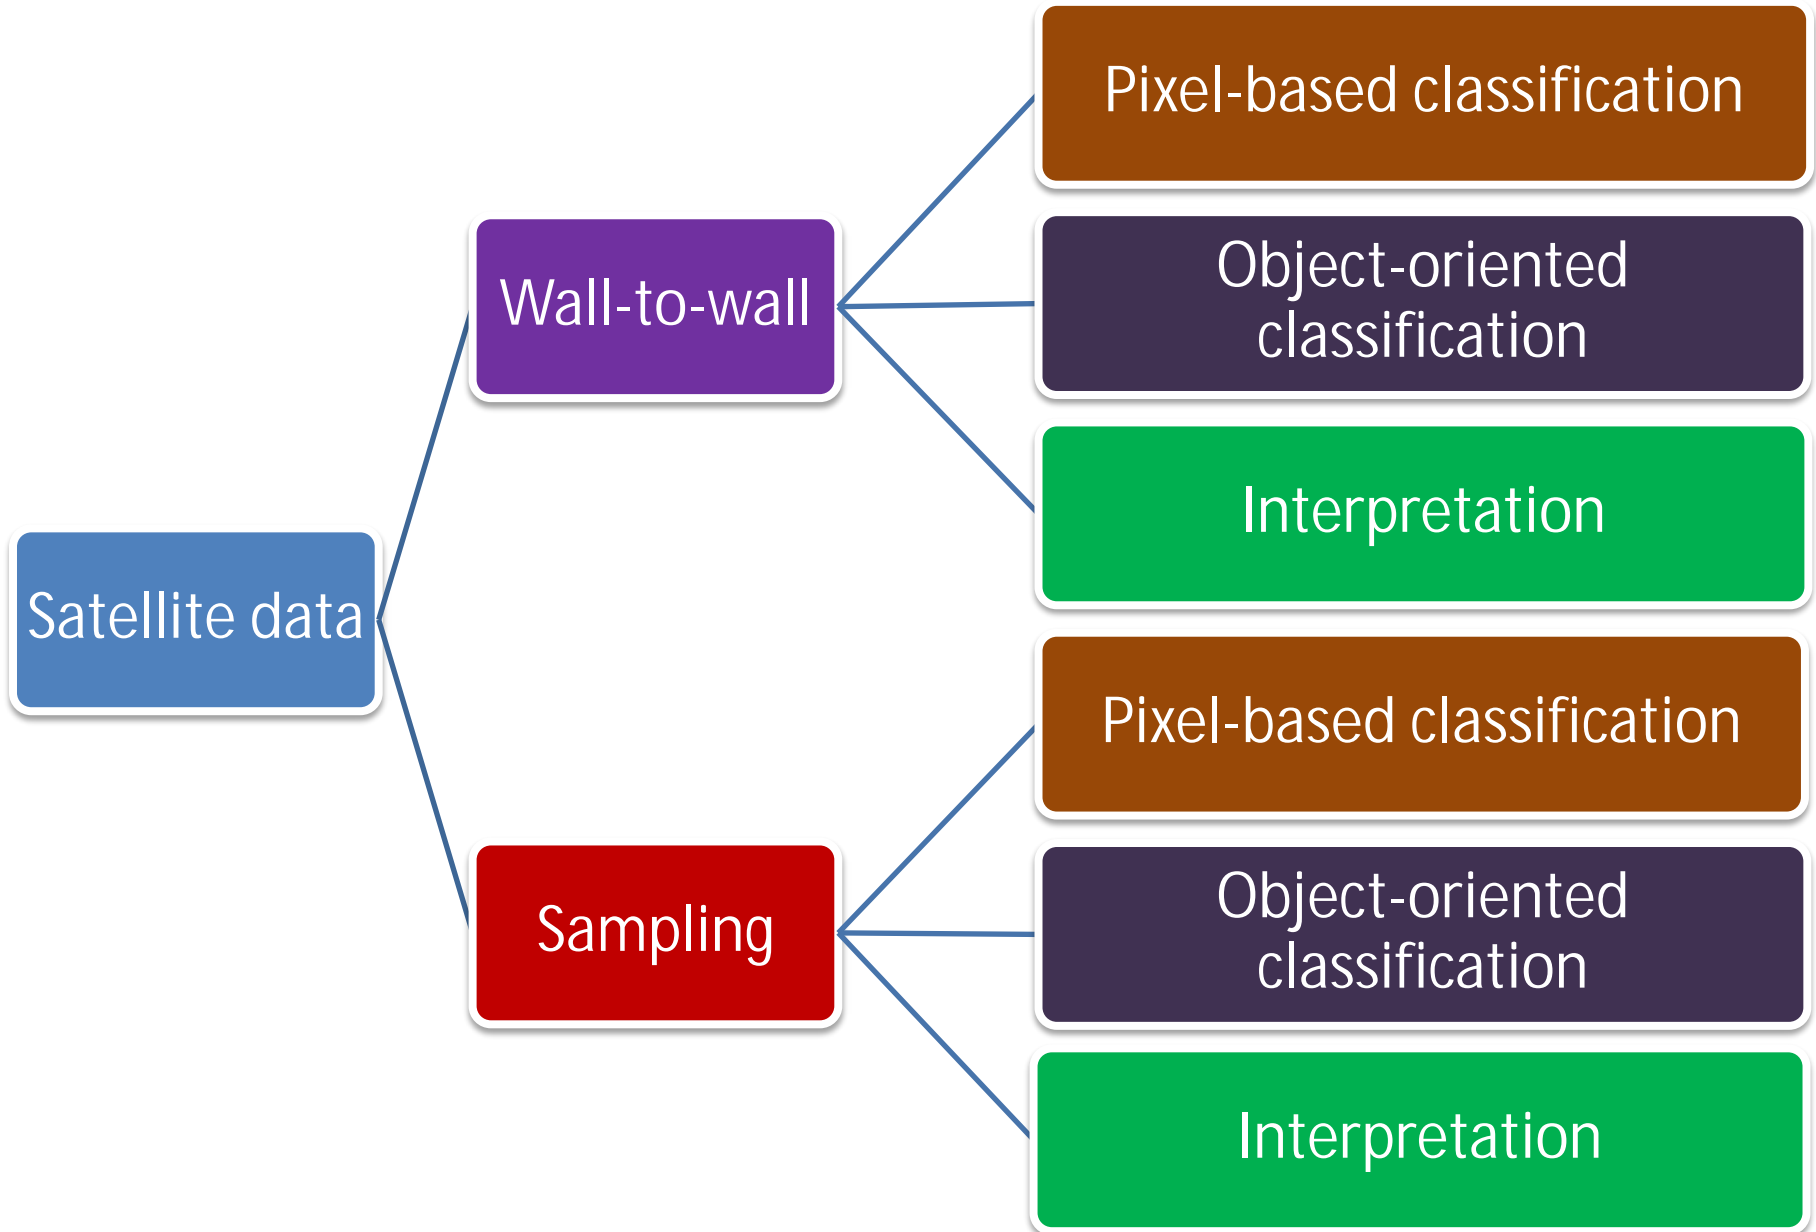 Pixel-based classification
Wall-to-wall
Object-oriented
classification
Interpretation
Satellite data
Pixel-based classification
Sampling
Object-oriented
classification
Interpretation